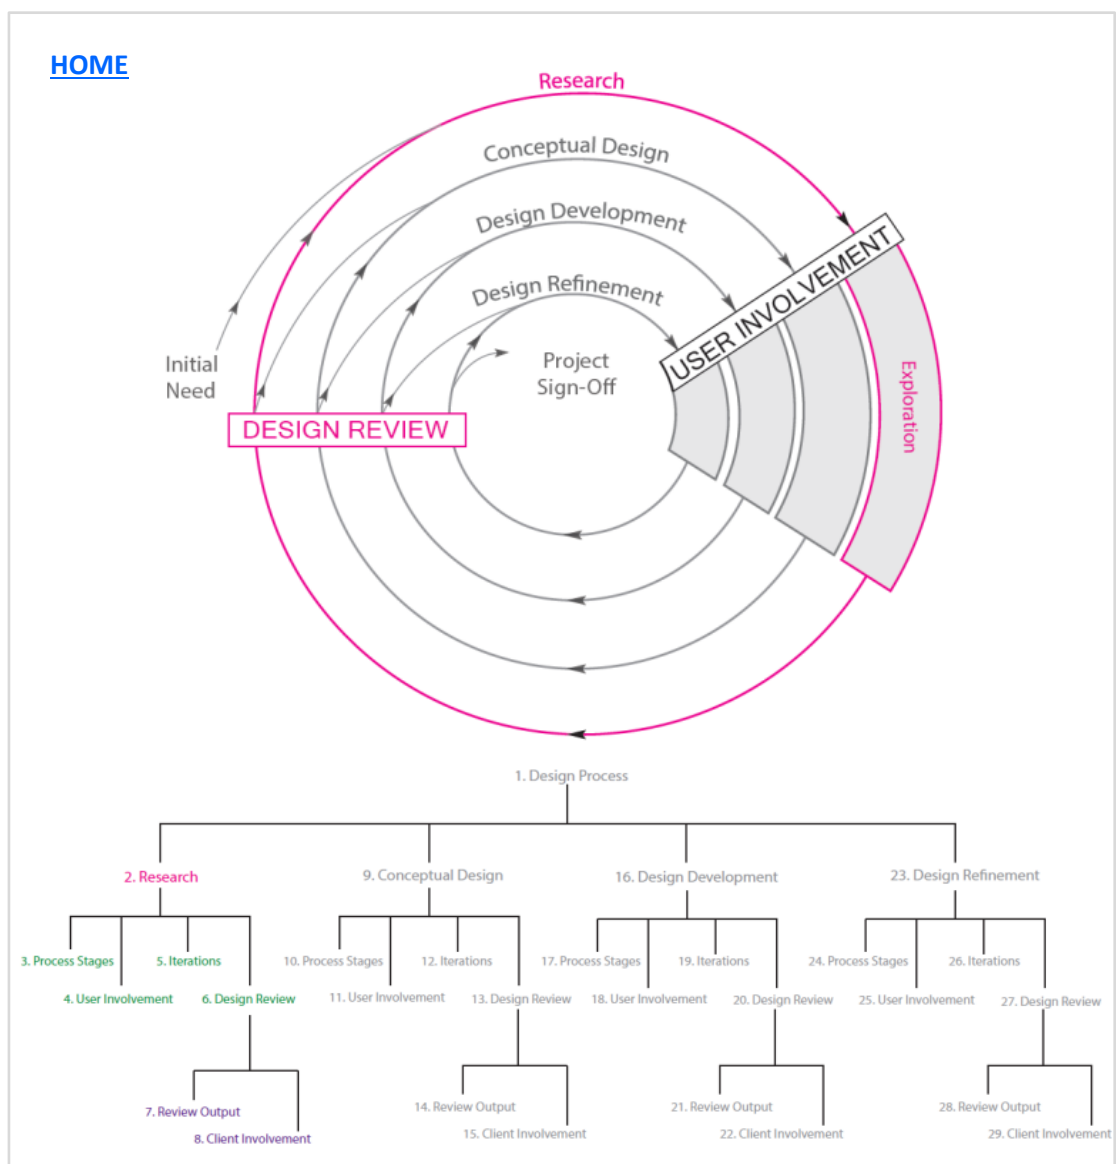 HOME
Research
Conceptual Design
Design Development
Design Refinement
USER INVOLVEMENT
Initial
Need
Project
Sign-Off
Exploration
DESIGN REVIEW
1. Design Process
2. Research
9. Conceptual Design
16. Design Development
23. Design Refinement
3. Process Stages
5. Iterations
10. Process Stages
12. Iterations
17. Process Stages
19. Iterations
24. Process Stages
26. Iterations
4. User Involvement
6. Design Review
11. User Involvement
13. Design Review
18. User Involvement
20. Design Review
25. User Involvement
27. Design Review
7. Review Output
14. Review Output
21. Review Output
28. Review Output
8. Client Involvement
15. Client Involvement
22. Client Involvement
29. Client Involvement